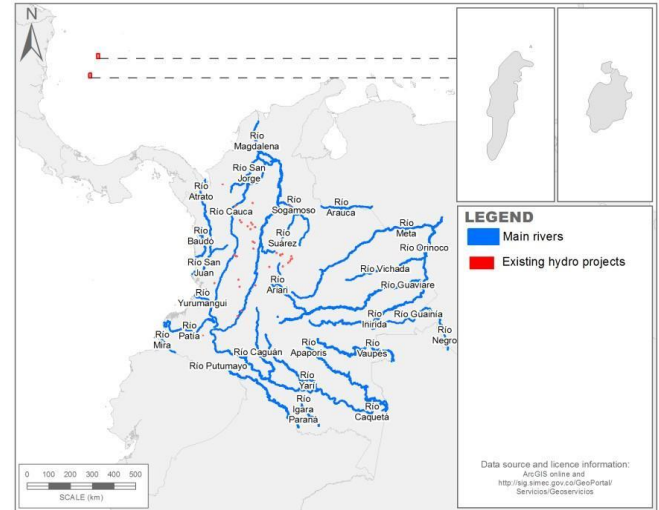 N
Río
Magdalena
Río San
Jorge
Río
Atrato
Río Cauca
Río
Sogamoso
Río
Arauca
Río
Baudó
Río
Suárez
Río
Meta
Río Orinoco
Río San
Juan
Río Vichada
Río
Ariari
Río Guaviare
Río
Yurumangui
Río Guainía
Río
Inirida
Río
Negro
Río
Patía
Río
Mira
Río Caguán
Río
Apaporis
Río
Vaupes
Río Putumayo
Río
Yarí
Río
Igara
Paraná
Río
Caquetá
LEGEND
Main rivers
Existing hydro projects
0 100 200 300 400 500
SCALE (km)
Data source and licence information:
ArcGIS online and
http://sig.simec.gov.co/GeoPortal/
Servicios/Geoservicios